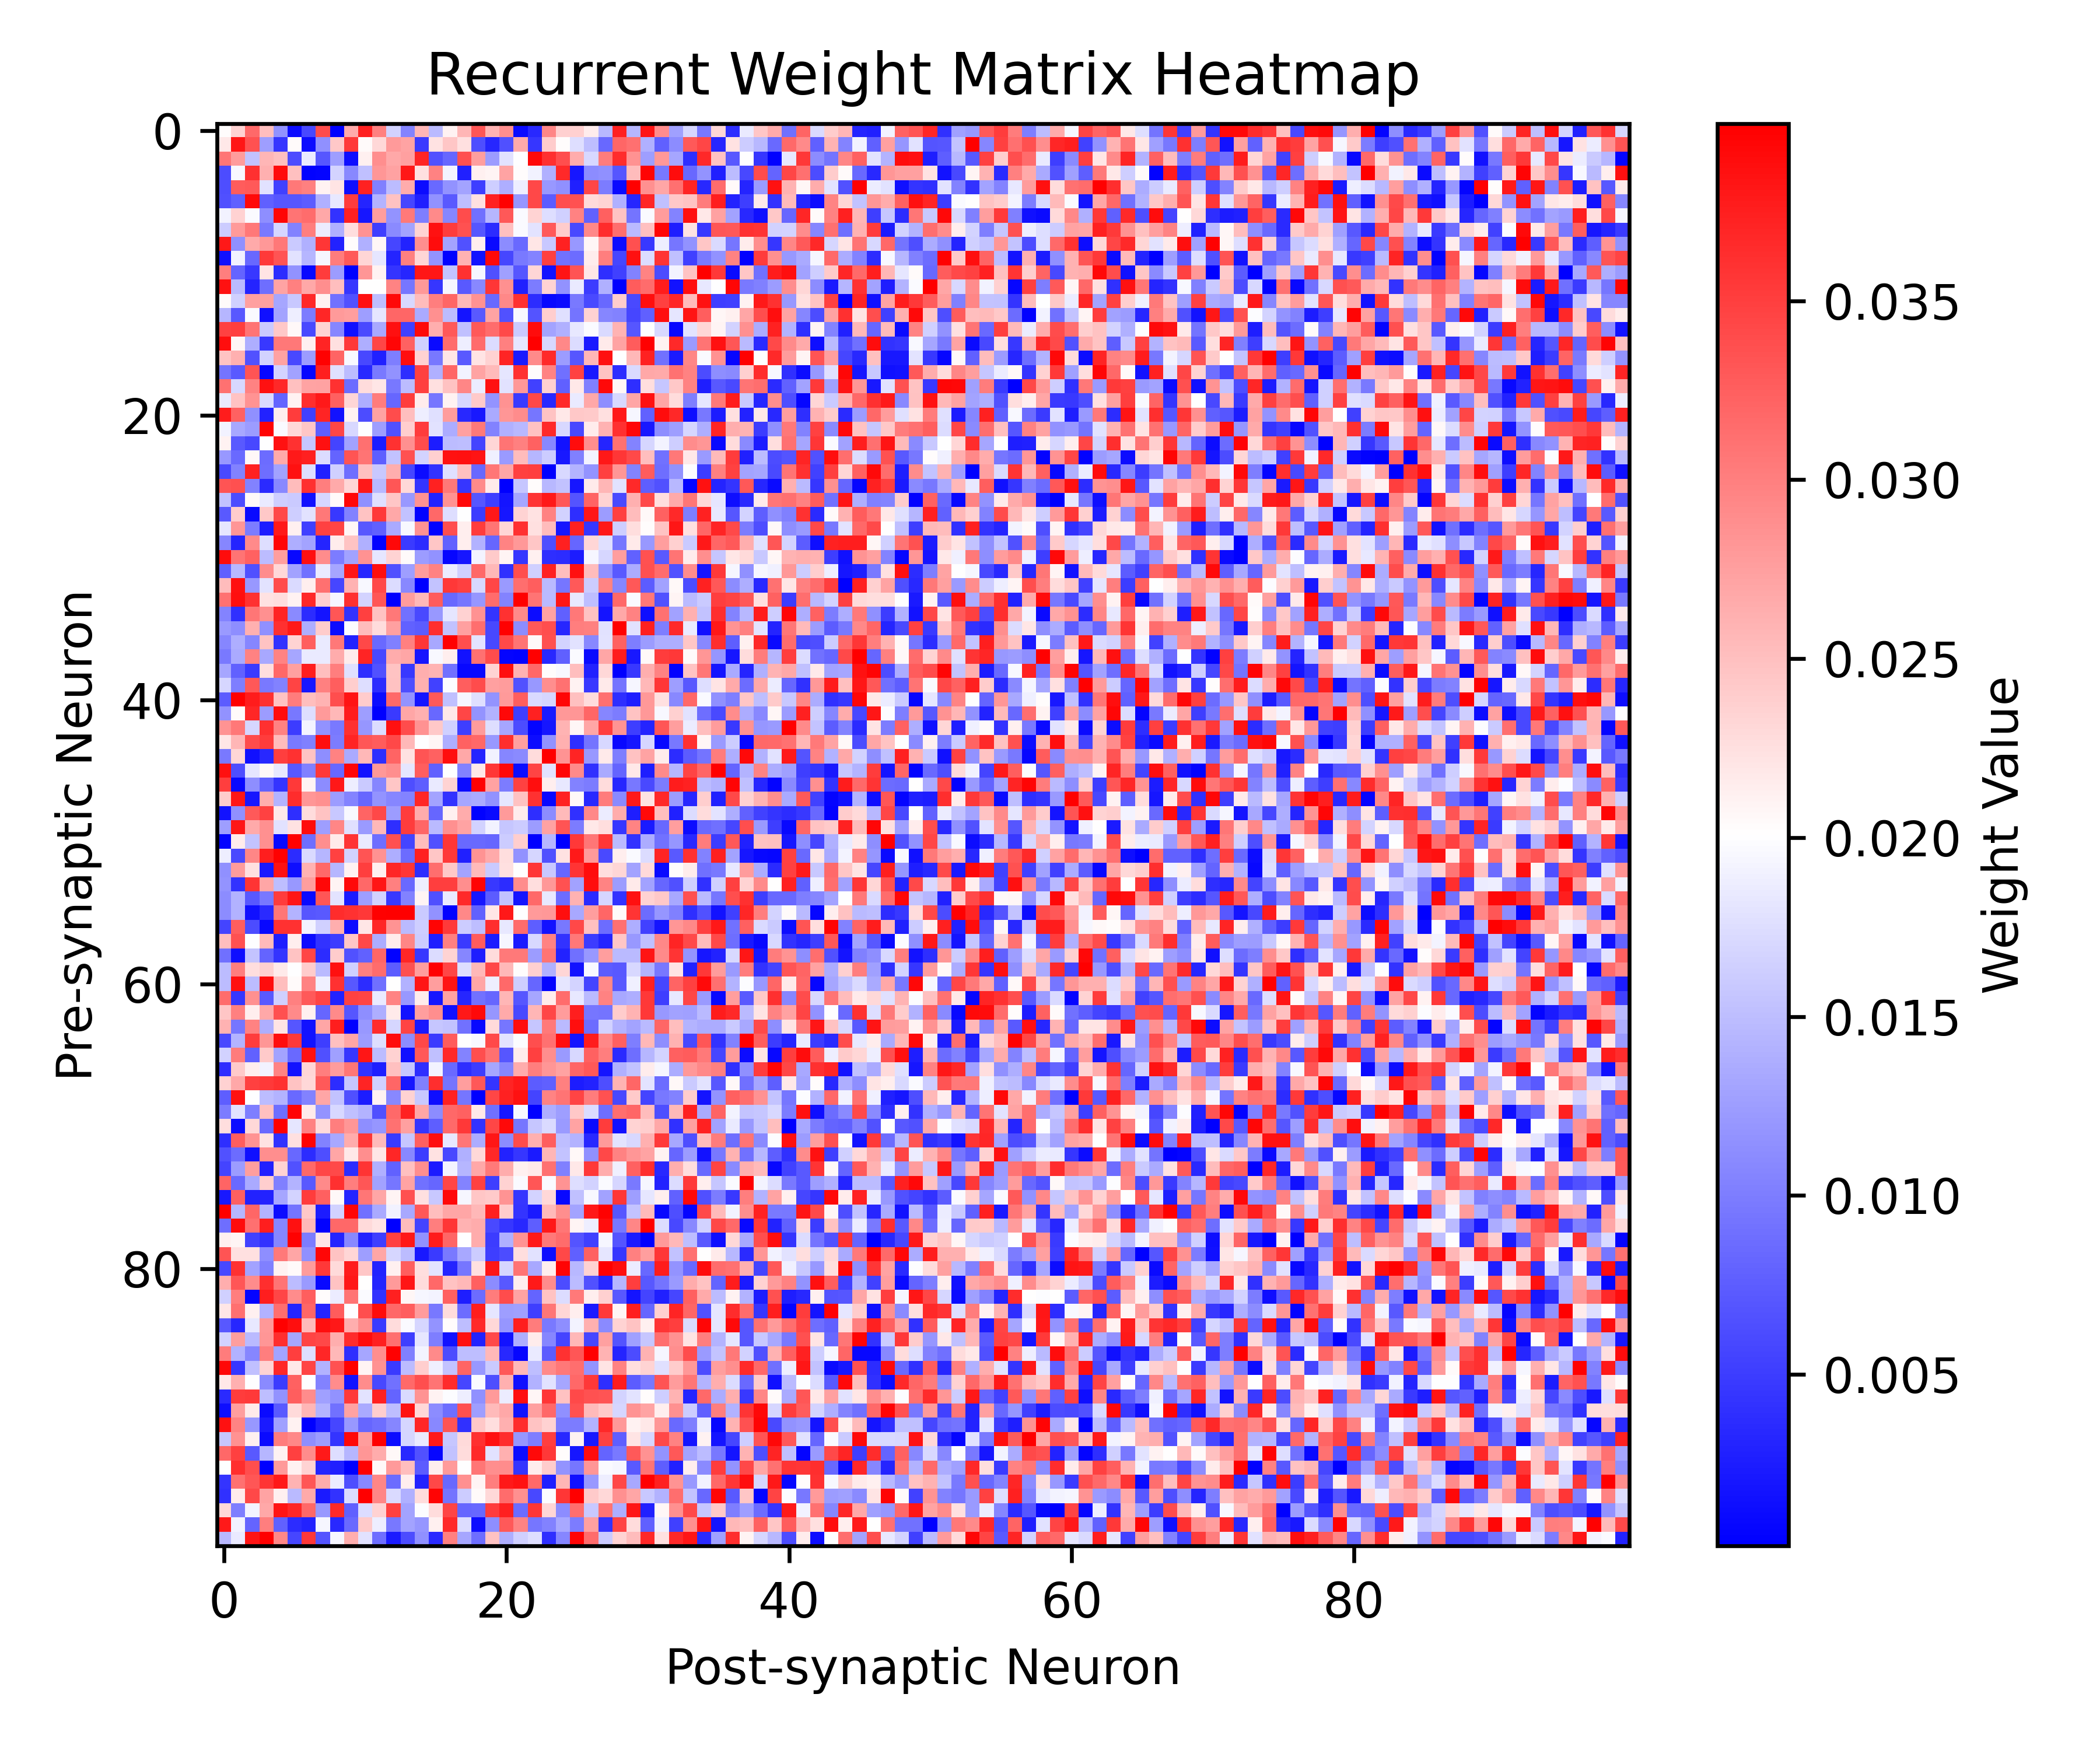 Recurrent Weight Matrix Heatmap
0
20
40
60
80
Pre-synaptic Neuron
0 20 40 60 80
Post-synaptic Neuron
0.035
0.030
0.025
0.020
0.015
0.010
0.005
Weight Value